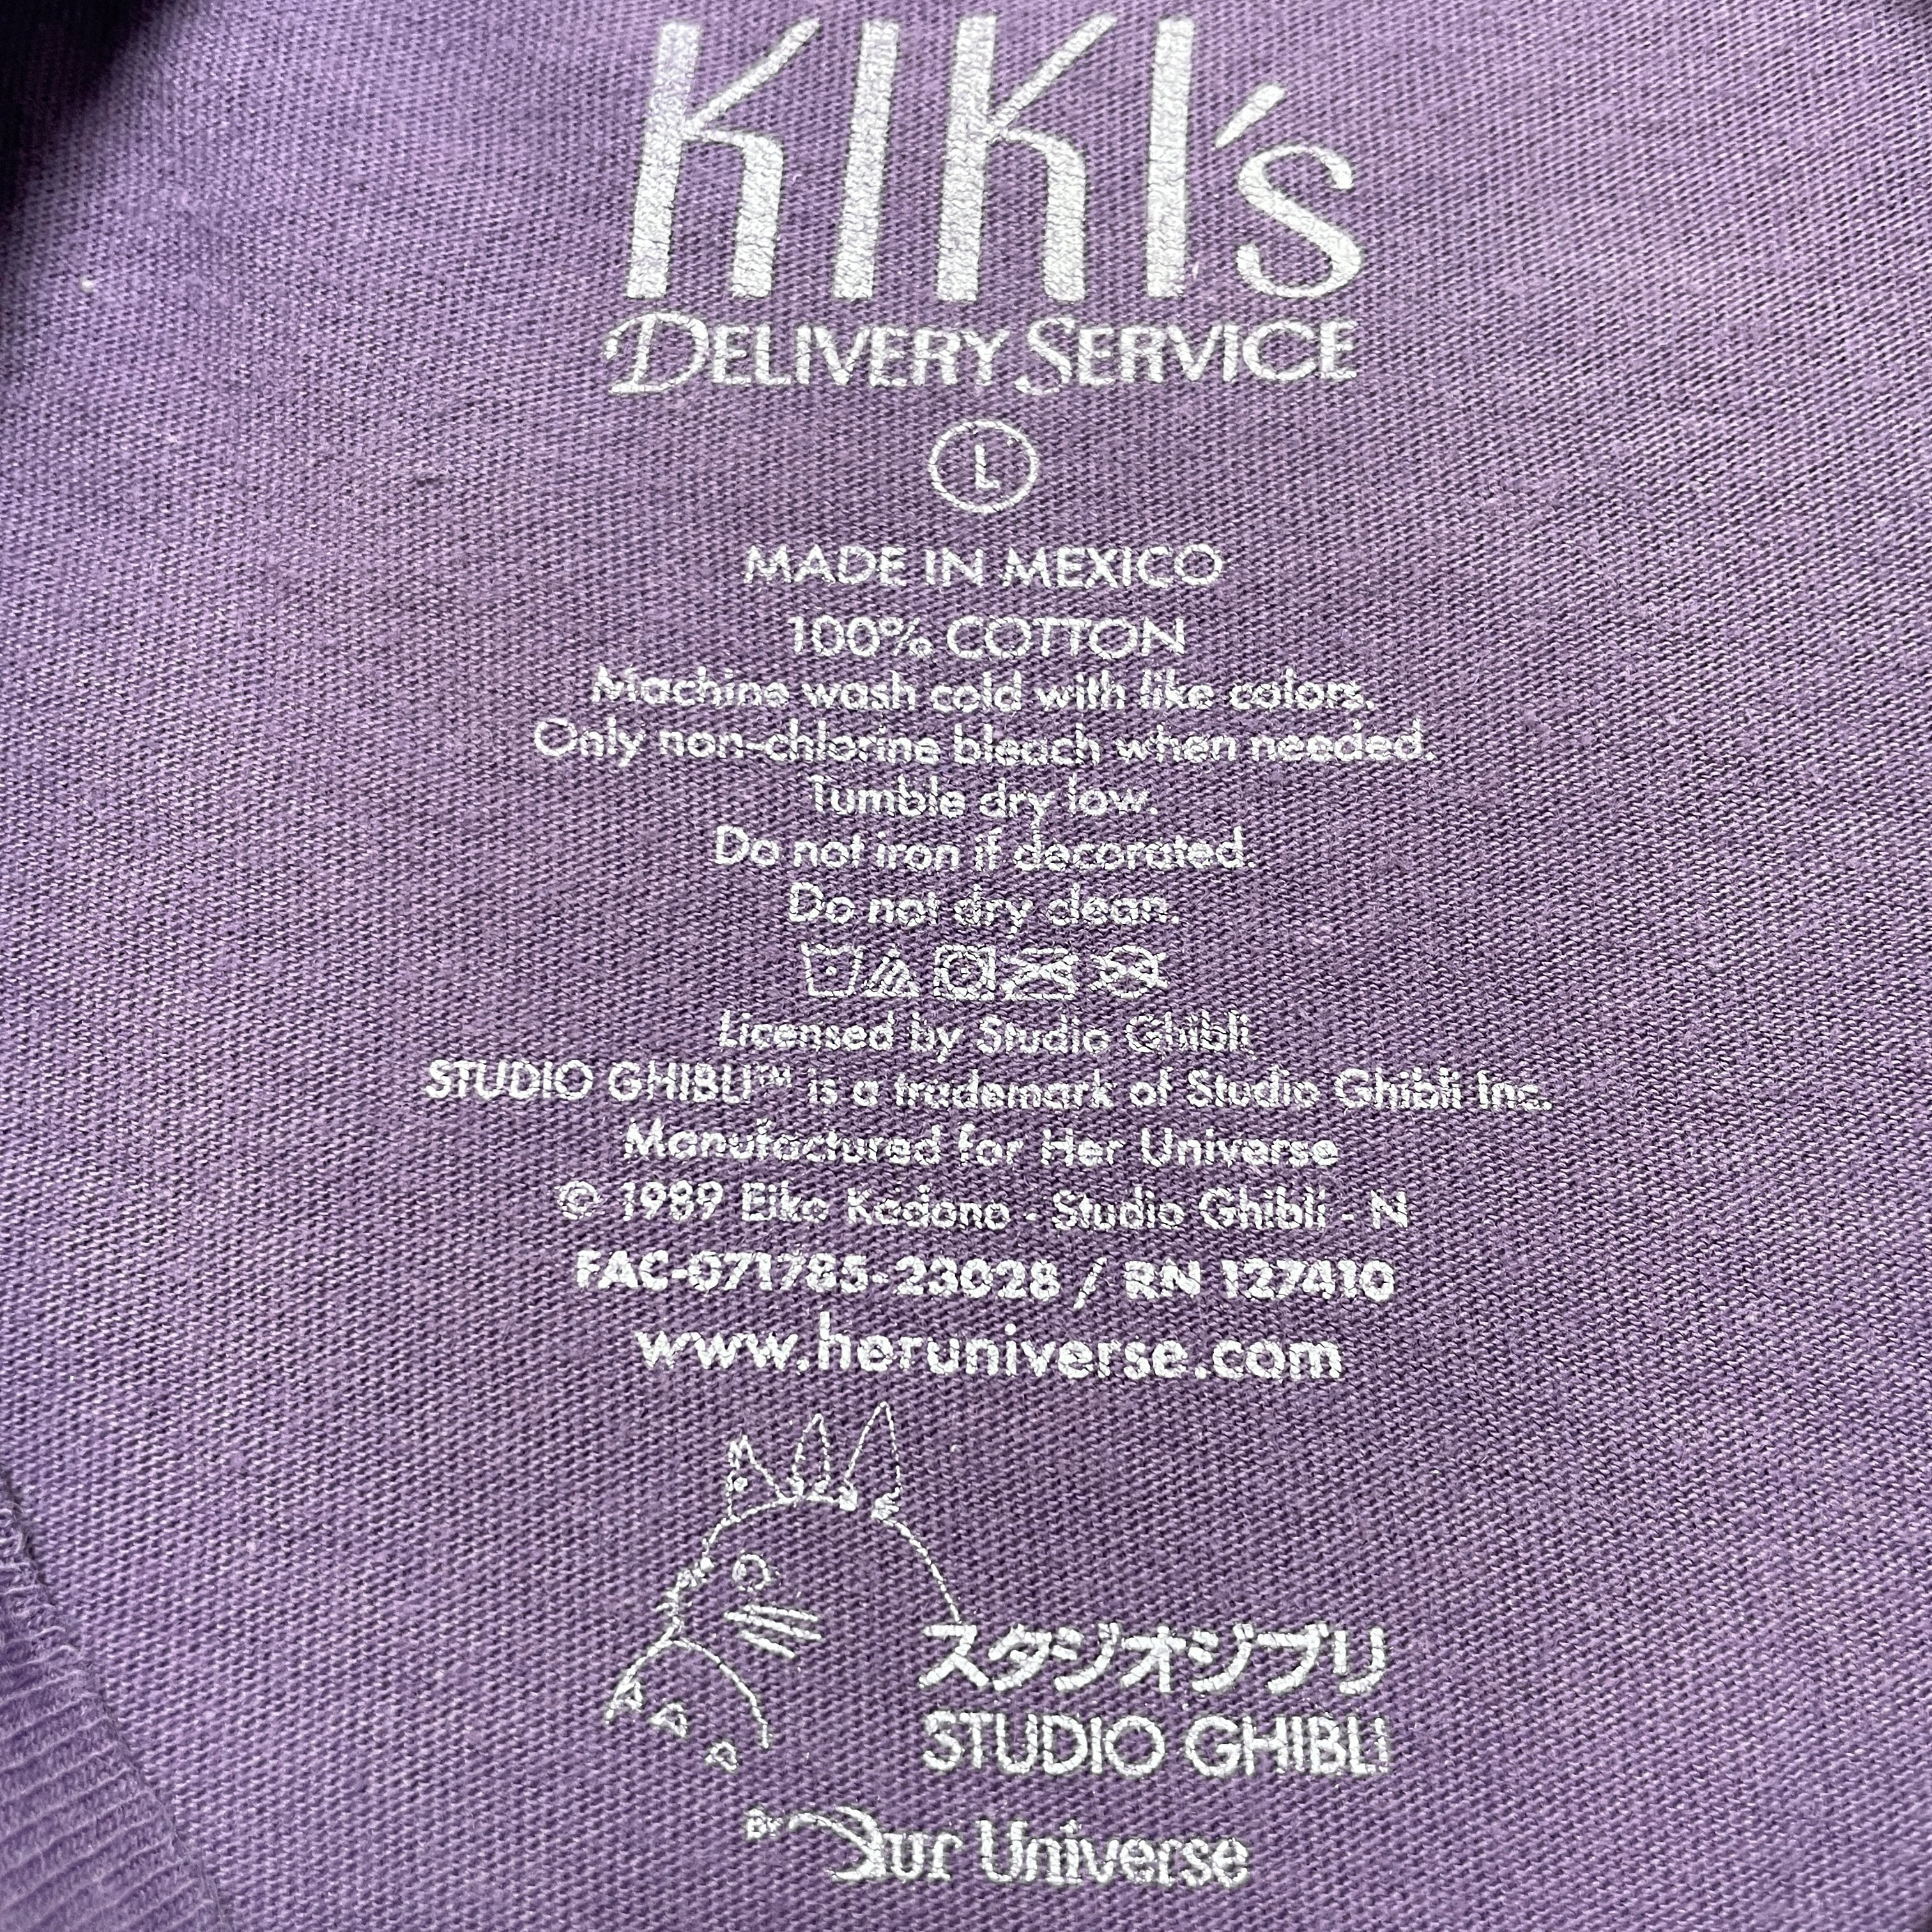 KIKI's
DELIVERY SERVICE
L
MADE IN MEXICO
100% COTTON
Machine wash cold with like colors.
Only non-chlorine bleach when needed.
Tumble dry low.
Do not iron if decorated.
Do not dry clean.
Licensed by Studio Ghibli
STUDIO GHIBLI™ is a trademark of Studio Ghibli Inc.
Manufactured for Her Universe
© 1989 Eiko Kadono - Studio Ghibli - N
FAC-071785-23028 / RN 127410
www.heruniverse.com
スタジオジブリ
STUDIO GHIBLI
BY Our Universe